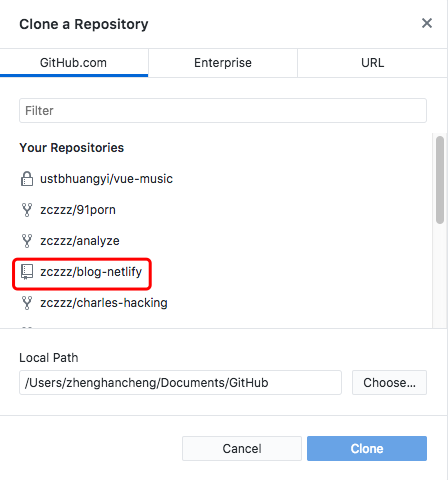 Clone a Repository
GitHub.com
Enterprise
URL
Filter
Your Repositories
ustbhuangyi/vue-music
zczzz/91porn
zczzz/analyze
zczzz/blog-netlify
zczzz/charles-hacking
Local Path
/Users/zhenghancheng/Documents/GitHub
Choose...
Cancel
Clone